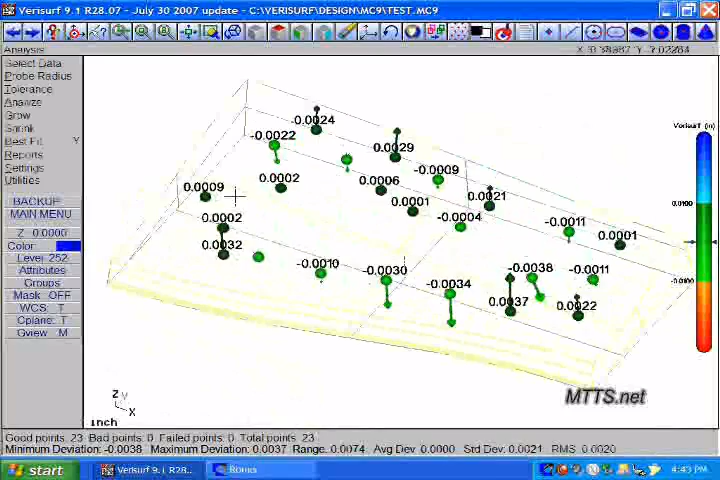 Verisurf 9.1 R28.07 - July 30 2007 update - C:\VERISURF\DESIGN\MC9\TEST.MC9
Analysis
Select Data
Probe Radius
Tolerance
Analyze
Grow
Shrink
Best Fit Y
Reports
Settings
Utilities
BACKUP
MAIN MENU
Z 0.0000
Color:
Level: 252
Attributes
Groups
Mask: OFF
WCS: T
Cplane: T
Gview: M
Verisurf (in)
0.0100
-0.0100
-0.0024
-0.0022
0.0029
-0.0009
0.0009
0.0002
0.0006
0.0021
0.0001
0.0002
-0.0004
-0.0011
0.0001
0.0032
-0.0010
-0.0030
-0.0038
-0.0011
-0.0034
0.0037
0.0022
Z Y
X
Inch
MTTS.net
Good points: 23 Bad points: 0 Failed points: 0 Total points: 23
Minimum Deviation: -0.0038 Maximum Deviation: 0.0037 Range: 0.0074 Avg Dev: 0.0000 Std Dev: 0.0021 RMS: 0.0020
start
Verisurf 9.1 R28...
4:43 PM